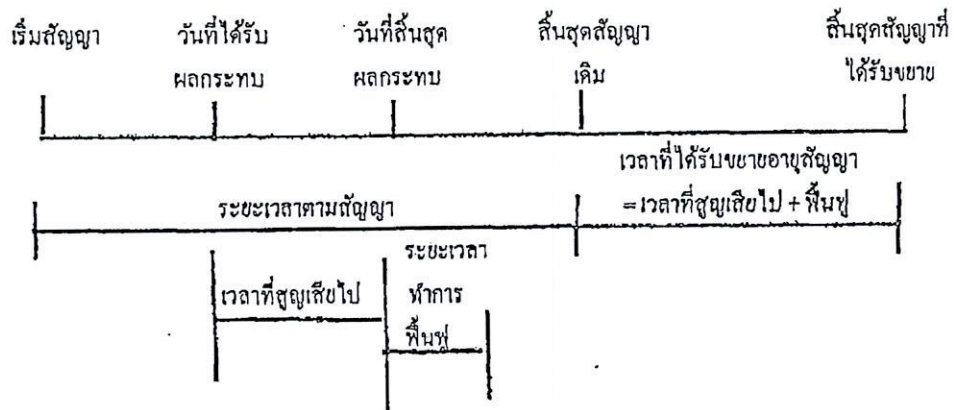 เริ่มสัญญา
วันที่ได้รับ
ผลกระทบ
วันที่สิ้นสุด
ผลกระทบ
สิ้นสุดสัญญา
เดิม
สิ้นสุดสัญญาที่
ได้รับขยาย
ระยะเวลาตามสัญญา
เวลาที่ได้รับขยายอายุสัญญา
=เวลาที่สูญเสียไป + ฟื้นฟู
เวลาที่สูญเสียไป
ระยะเวลา
ทำการ
ฟื้นฟู